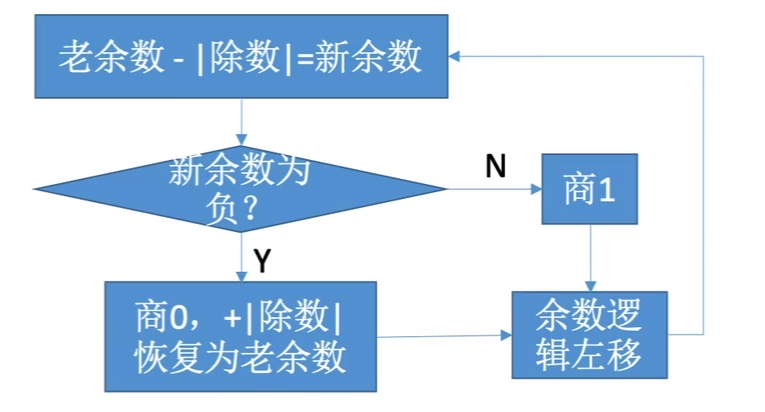 老余数 - |除数|=新余数
新余数为
负？
N
商1
Y
商0，+|除数|
恢复为老余数
余数逻
辑左移